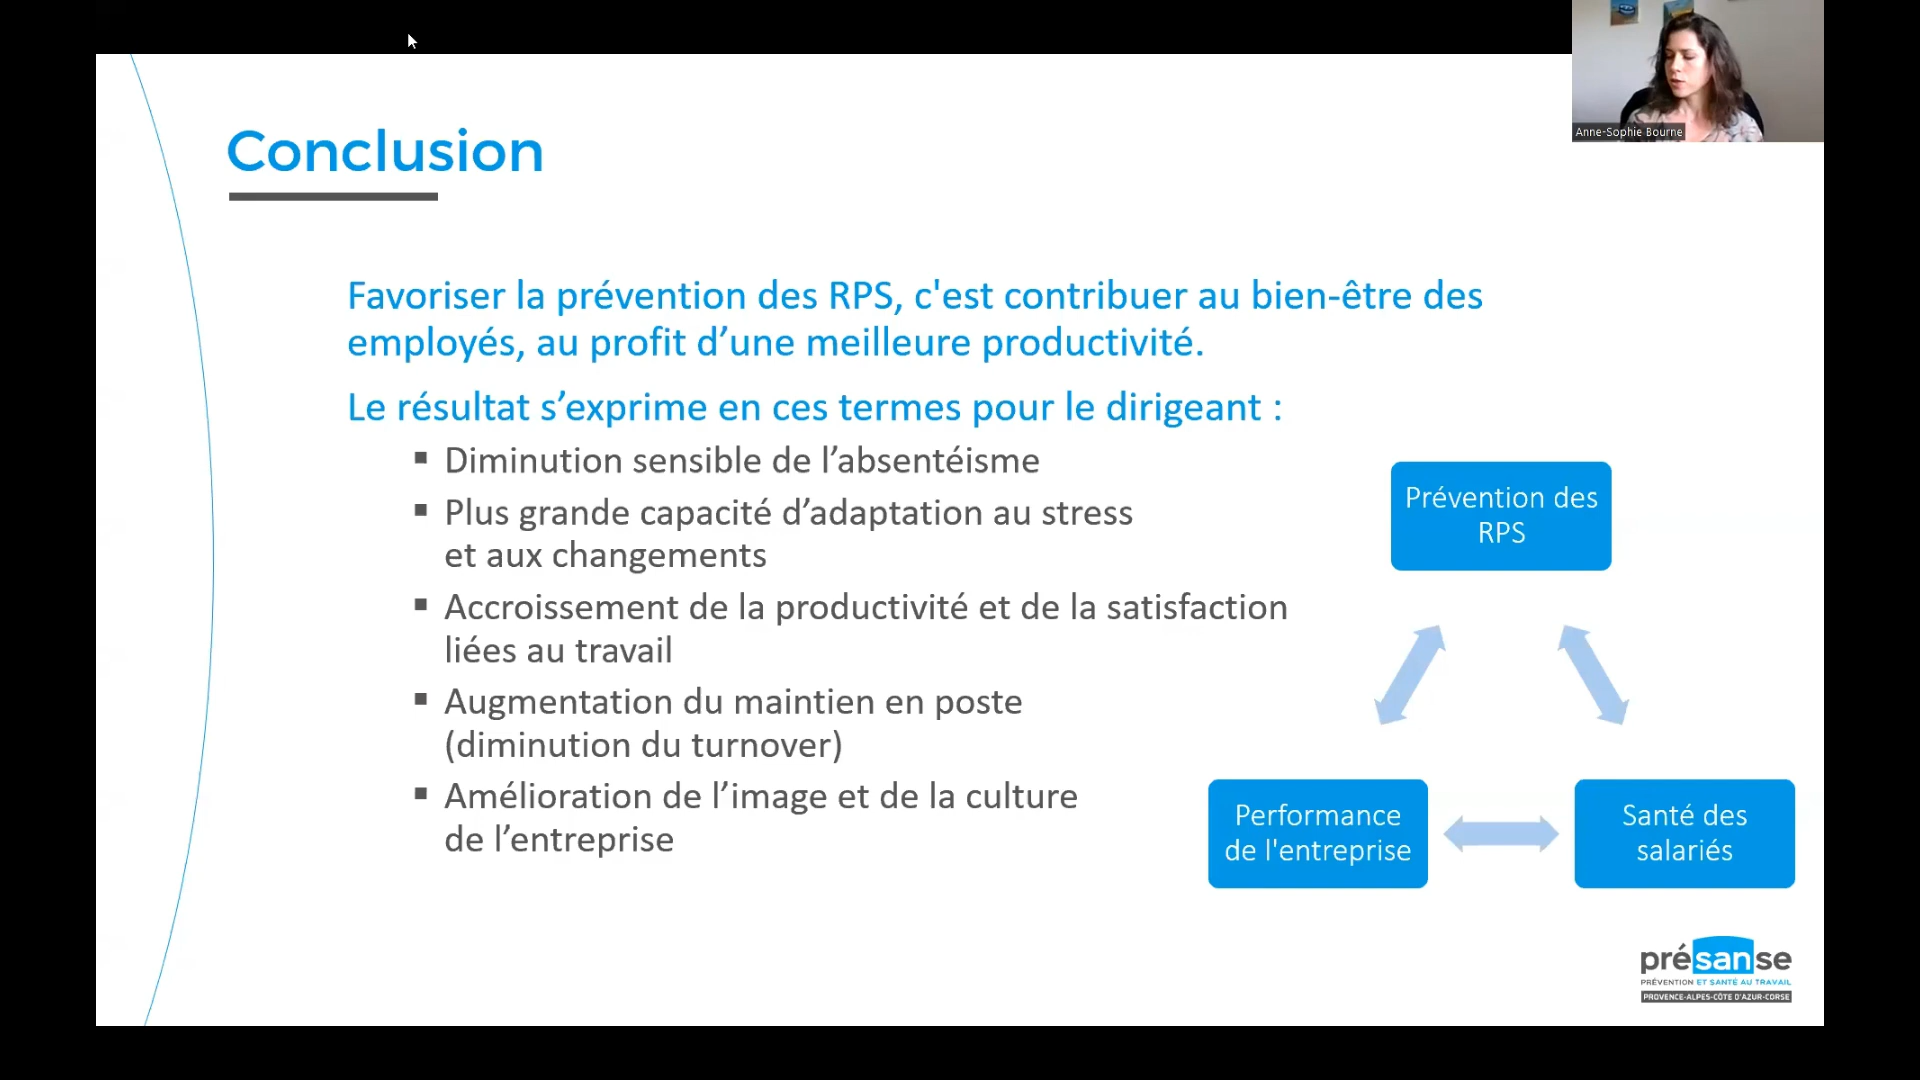 Anne-Sophie Bourne
Conclusion
Favoriser la prévention des RPS, c'est contribuer au bien-être des
employés, au profit d’une meilleure productivité.
Le résultat s’exprime en ces termes pour le dirigeant :
▪ Diminution sensible de l’absentéisme
▪ Plus grande capacité d’adaptation au stress
et aux changements
▪ Accroissement de la productivité et de la satisfaction
liées au travail
▪ Augmentation du maintien en poste
(diminution du turnover)
▪ Amélioration de l’image et de la culture
de l’entreprise
Prévention des
RPS
Performance
de l'entreprise
Santé des
salariés
présanse
PRÉVENTION ET SANTÉ AU TRAVAIL
PROVENCE-ALPES-CÔTE D'AZUR-CORSE